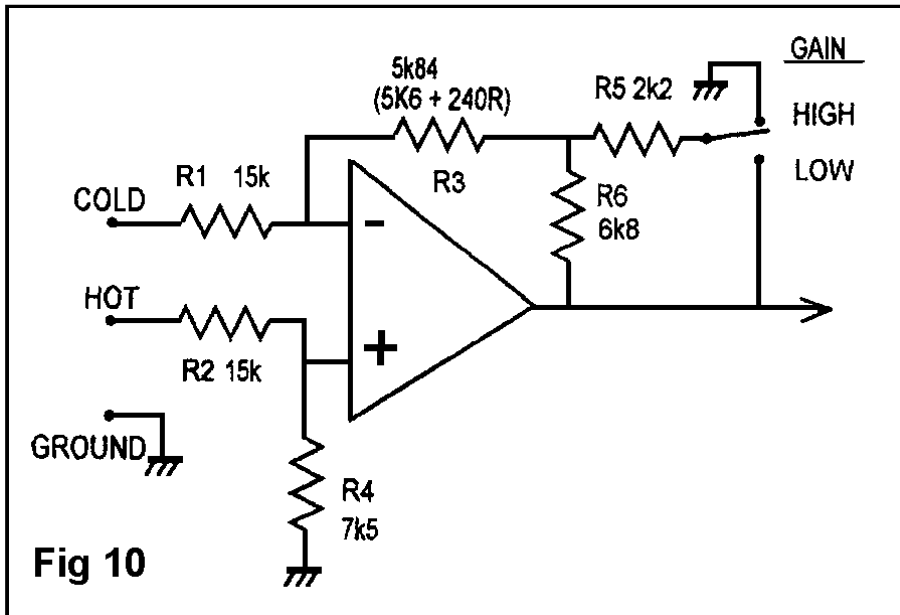 GAIN
5k84
(5K6 + 240R)
R5 2k2
HIGH
LOW
R3
R6
6k8
R1 15k
COLD
-
HOT
+
R2 15k
GROUND
R4
7k5
Fig 10